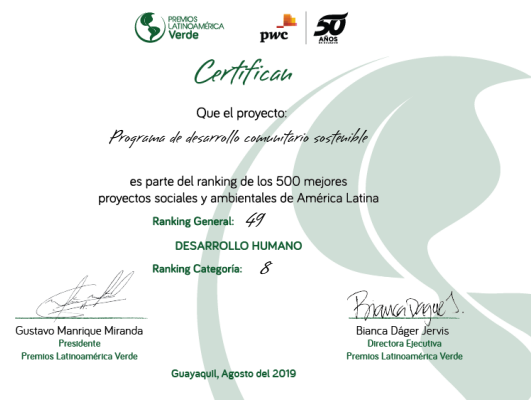 PREMIOS
LATINOAMÉRICA
Verde
pwc
50
AÑOS
Certifican
Que el proyecto:
Programa de desarrollo comunitario sostenible
es parte del ranking de los 500 mejores
proyectos sociales y ambientales de América Latina
Ranking General: 49
DESARROLLO HUMANO
Ranking Categoría: 8
Bianca Dáguer J.
Gustavo Manrique Miranda
Presidente
Premios Latinoamérica Verde
Bianca Dáger Jervis
Directora Ejecutiva
Premios Latinoamérica Verde
Guayaquil, Agosto del 2019